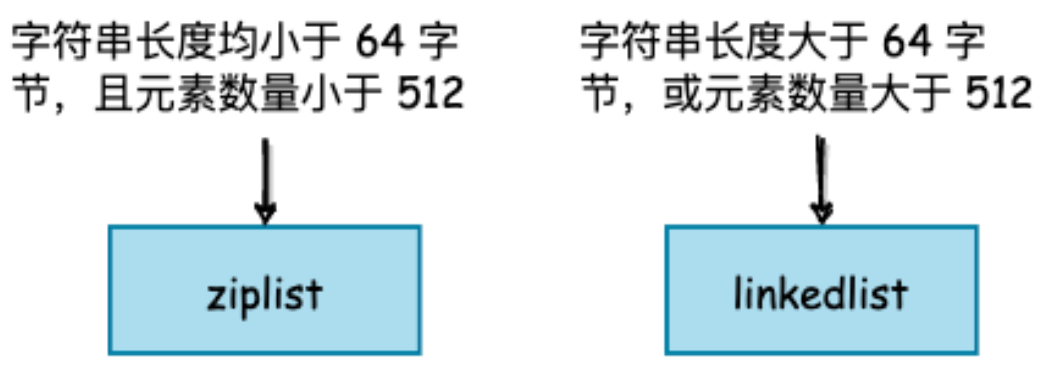 字符串长度均小于 64 字
节，且元素数量小于 512
字符串长度大于 64 字
节，或元素数量大于 512
ziplist
linkedlist